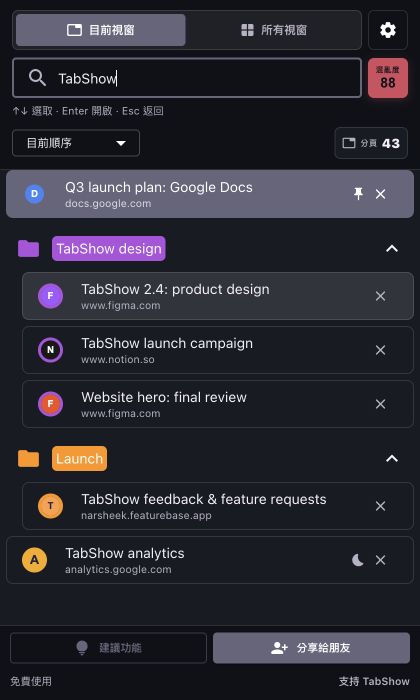 目前視窗
所有視窗
TabShow
混亂度
88
↑↓ 選取 · Enter 開啟 · Esc 返回
目前順序
分頁 43
D
Q3 launch plan: Google Docs
docs.google.com
TabShow design
F
TabShow 2.4: product design
www.figma.com
N
TabShow launch campaign
www.notion.so
F
Website hero: final review
www.figma.com
Launch
T
TabShow feedback & feature requests
narsheek.featurebase.app
A
TabShow analytics
analytics.google.com
建議功能
分享給朋友
免費使用
支持 TabShow